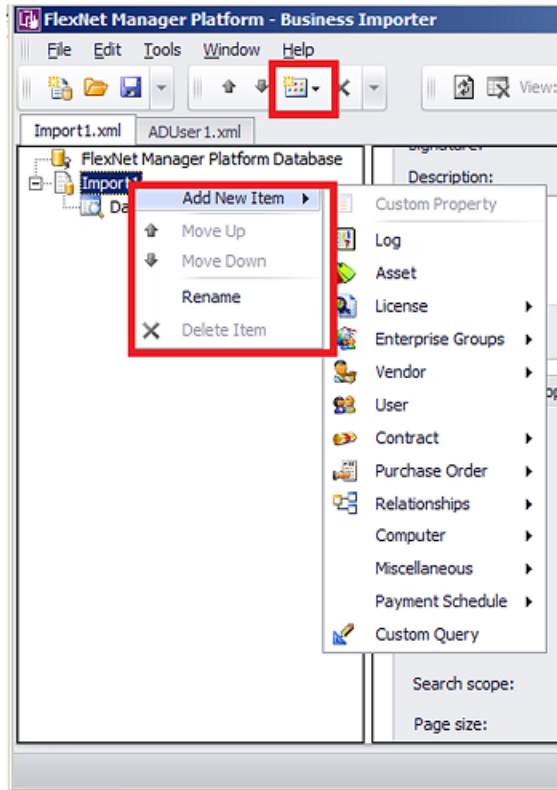 FlexNet Manager Platform - Business Importer
File Edit Tools Window Help
View:
Import1.xml ADUser1.xml
FlexNet Manager Platform Database
Import1
Description:
Add New Item
Custom Property
Move Up
Log
Move Down
Asset
Rename
License
Delete Item
Enterprise Groups
Vendor
User
Contract
Purchase Order
Relationships
Computer
Miscellaneous
Payment Schedule
Custom Query
Search scope:
Page size: